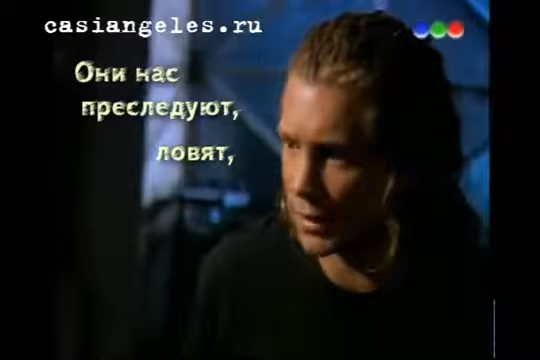 casiangeles.ru
Они нас
преследуют,
ловят,